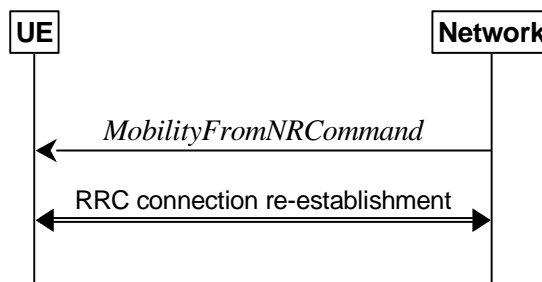 UE
Network
MobilityFromNRCommand
RRC connection re-establishment